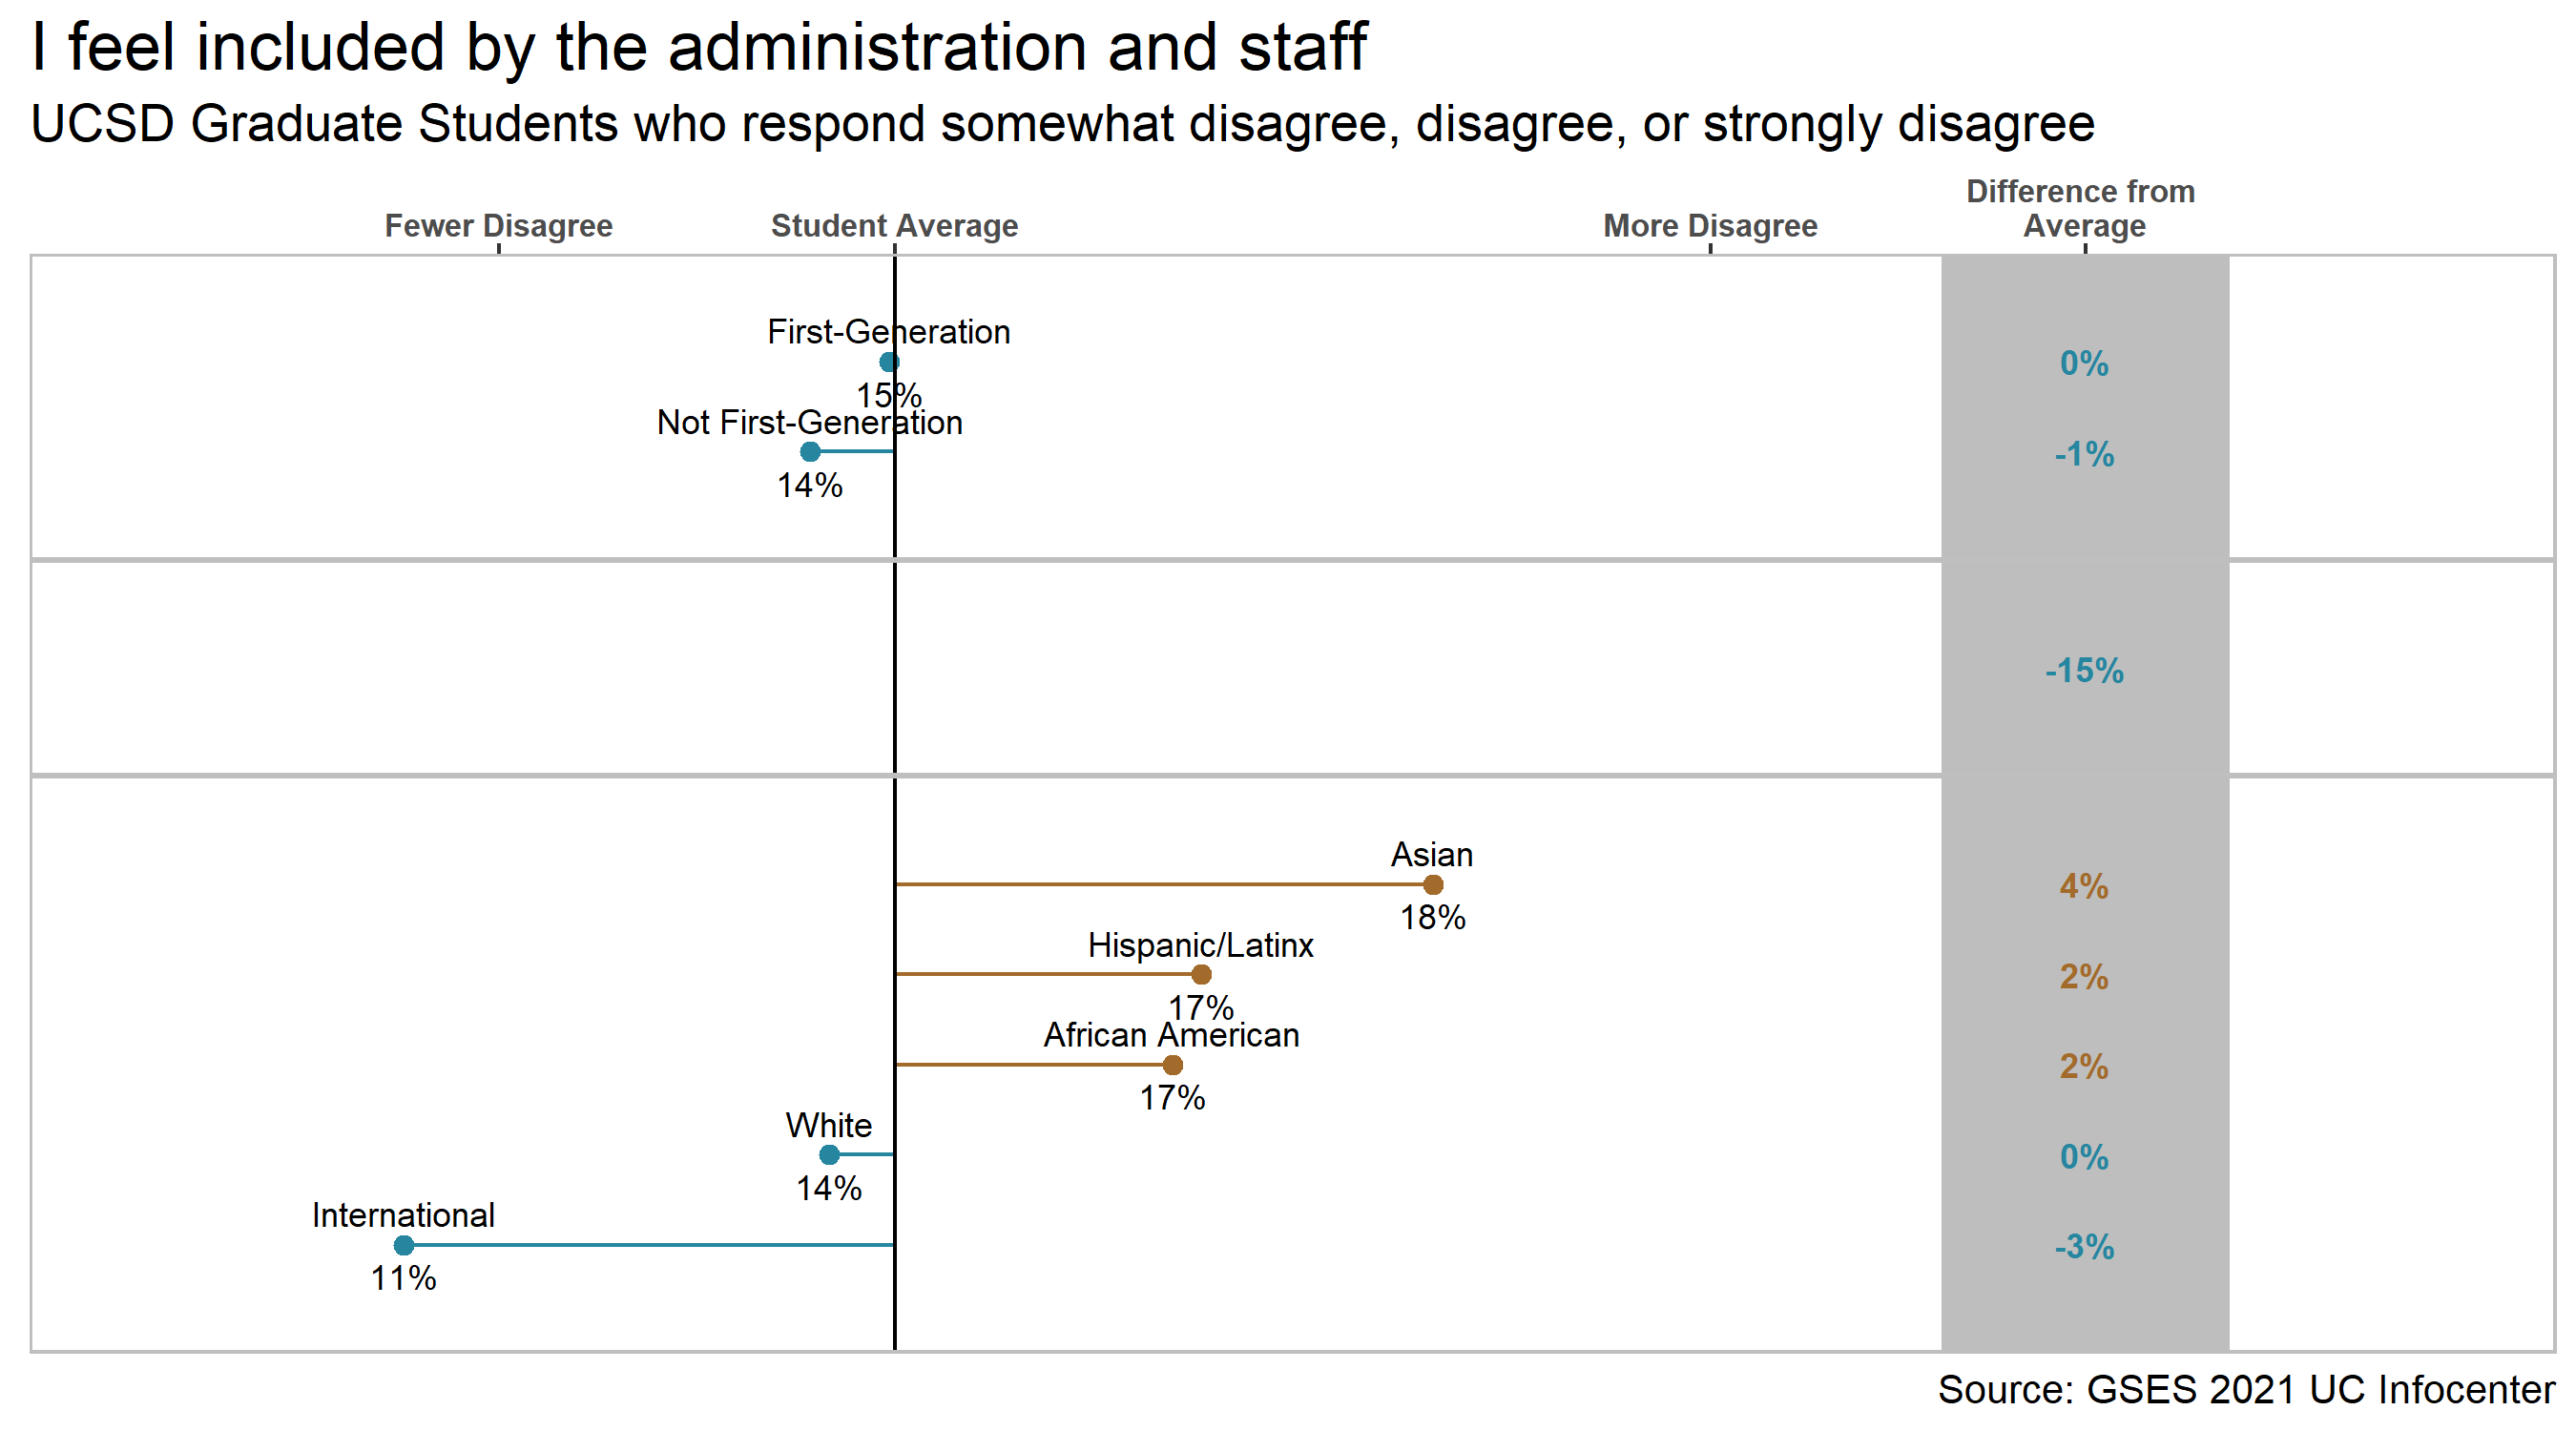 I feel included by the administration and staff
UCSD Graduate Students who respond somewhat disagree, disagree, or strongly disagree
Fewer Disagree
Student Average
More Disagree
Difference from
Average
First-Generation
15%
0%
Not First-Generation
14%
-1%
-15%
Asian
18%
4%
Hispanic/Latinx
17%
2%
African American
17%
2%
White
14%
0%
International
11%
-3%
Source: GSES 2021 UC Infocenter